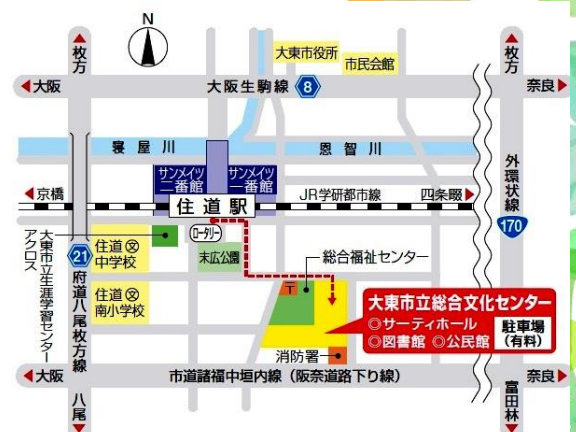 N
枚方
大阪
大阪生駒線
8
大東市役所
市民会館
枚方
奈良
寝屋川
恩智川
サンメイツ
二番館
サンメイツ
一番館
京橋
住道駅
JR学研都市線
四条畷
外環状線
170
大東市立生涯学習センター
アクロス
21
府道八尾枚方線
住道文
中学校
ロータリー
末広公園
総合福祉センター
住道文
南小学校
〒
大東市立総合文化センター
◎サーティホール
◎図書館 ◎公民館
駐車場
(有料)
消防署
大阪
市道諸福中垣内線(阪奈道路下り線)
奈良
八尾
富田林